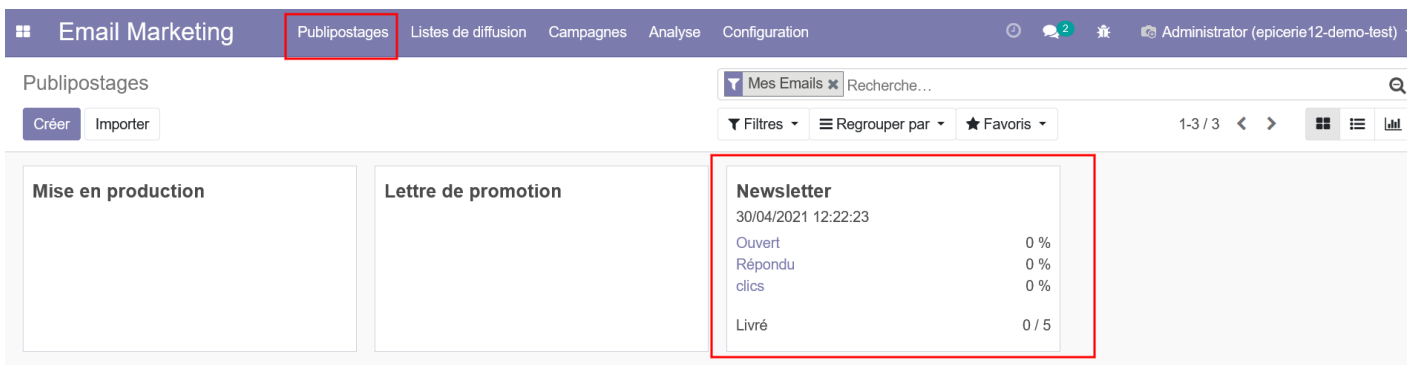 Email Marketing Publipostages Listes de diffusion Campagnes Analyse Configuration 2 Administrator (epicerie12-demo-test)
Publipostages Mes Emails Recherche...
Créer Importer Filtres Regrouper par Favoris 1-3 / 3
Mise en production Lettre de promotion Newsletter
30/04/2021 12:22:23
Ouvert 0 %
Répondu 0 %
clics 0 %
Livré 0 / 5